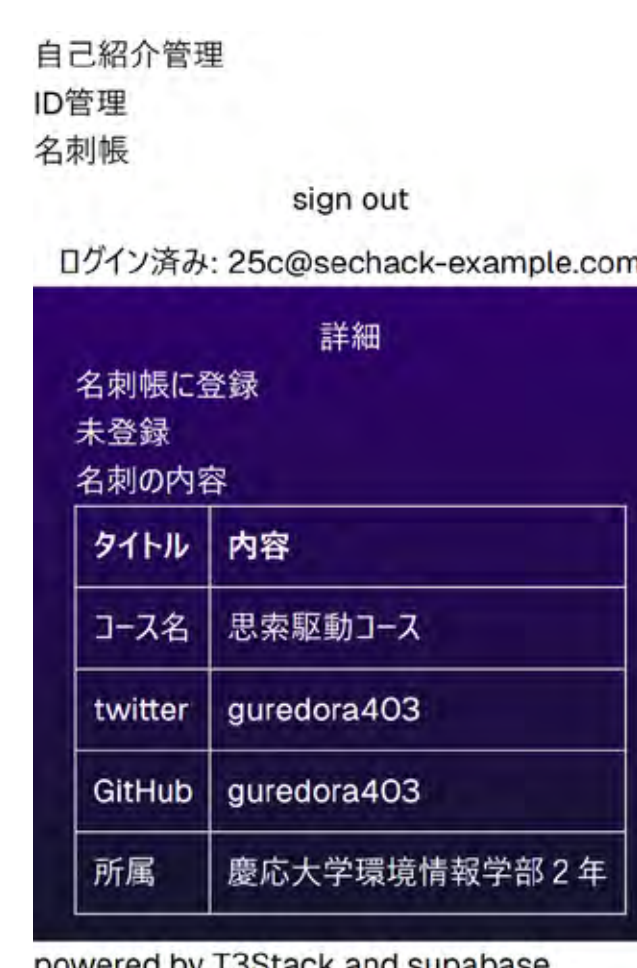 自己紹介管理
ID管理
名刺帳
sign out
ログイン済み: 25c@sechack-example.com
詳細
名刺帳に登録
未登録
名刺の内容
タイトル 内容
コース名 思索駆動コース
twitter guredora403
GitHub guredora403
所属 慶応大学環境情報学部２年
powered by T3Stack and supabase